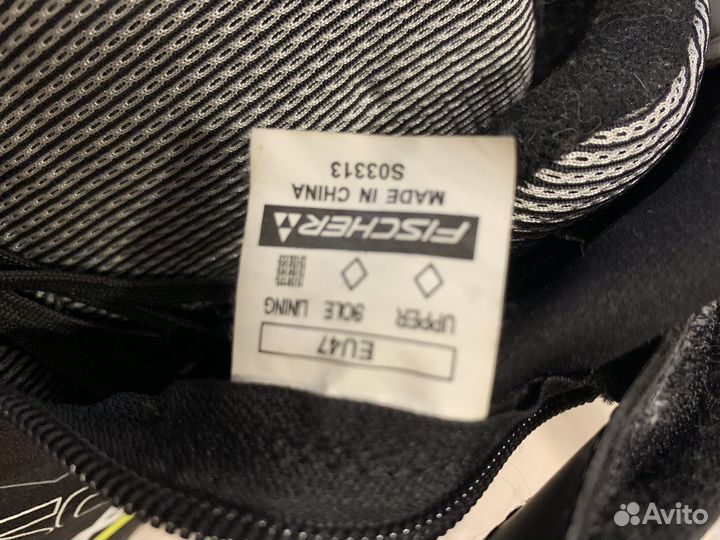 EU47
UPPER SOLE LINING
FISCHER
MADE IN CHINA
S03313
Avito